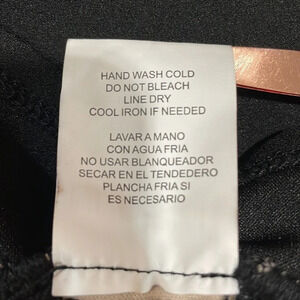 HAND WASH COLD
DO NOT BLEACH
LINE DRY
COOL IRON IF NEEDED
LAVAR A MANO
CON AGUA FRIA
NO USAR BLANQUEADOR
SECAR EN EL TENDEDERO
PLANCHA FRIA SI
ES NECESARIO